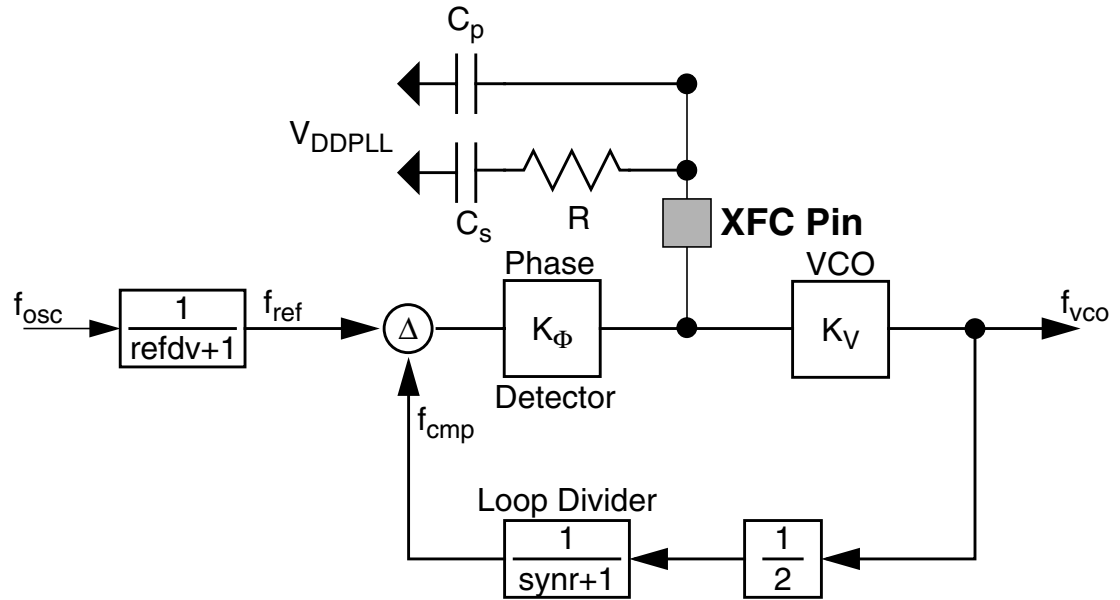 Cp
VDDPLL
Cs
R
XFC Pin
Phase
VCO
fosc
1
refdv+1
fref
Δ
KΦ
KV
fvco
Detector
fcmp
Loop Divider
1
synr+1
1
2